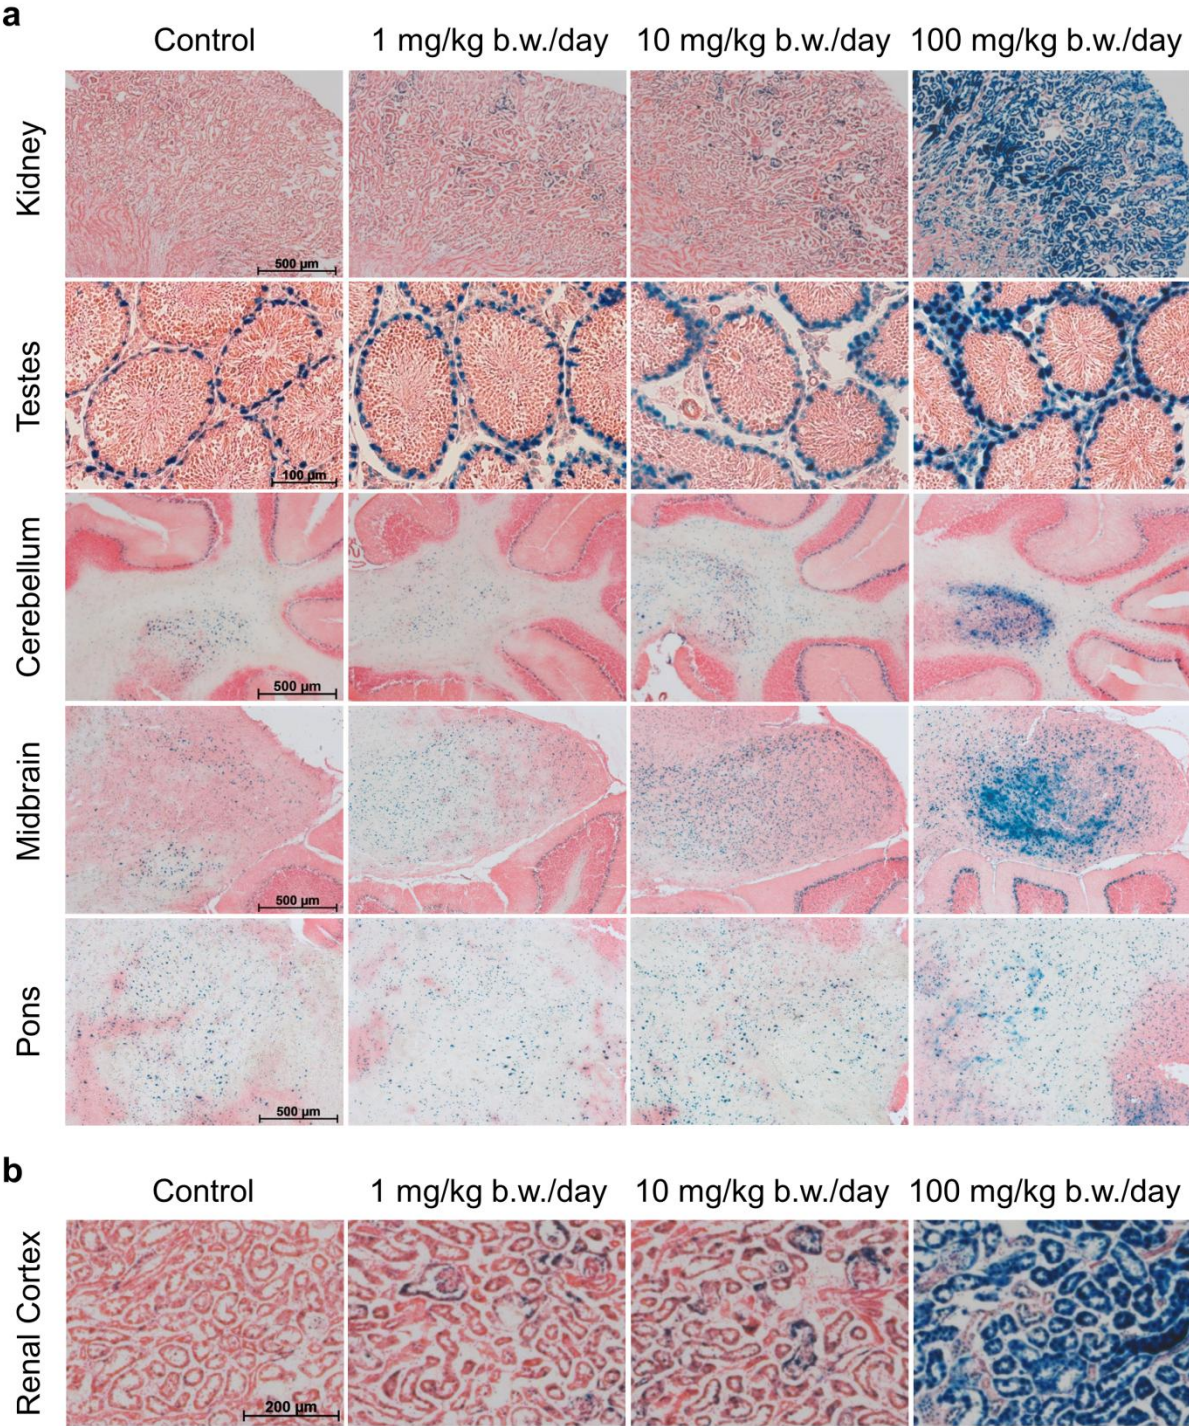 a
Control 1 mg/kg b.w./day 10 mg/kg b.w./day 100 mg/kg b.w./day
Kidney
500 µm
Testes
100 µm
Cerebellum
500 µm
Midbrain
500 µm
Pons
500 µm
b
Control 1 mg/kg b.w./day 10 mg/kg b.w./day 100 mg/kg b.w./day
Renal Cortex
200 µm